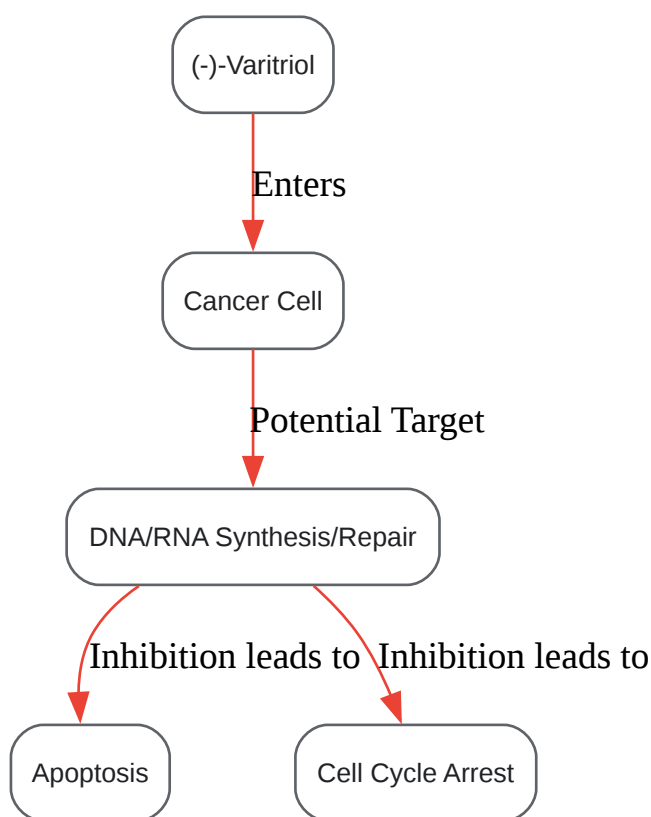 (-)-Varitriol
Enters
Cancer Cell
Potential Target
DNA/RNA Synthesis/Repair
Inhibition leads to
Inhibition leads to
Apoptosis
Cell Cycle Arrest